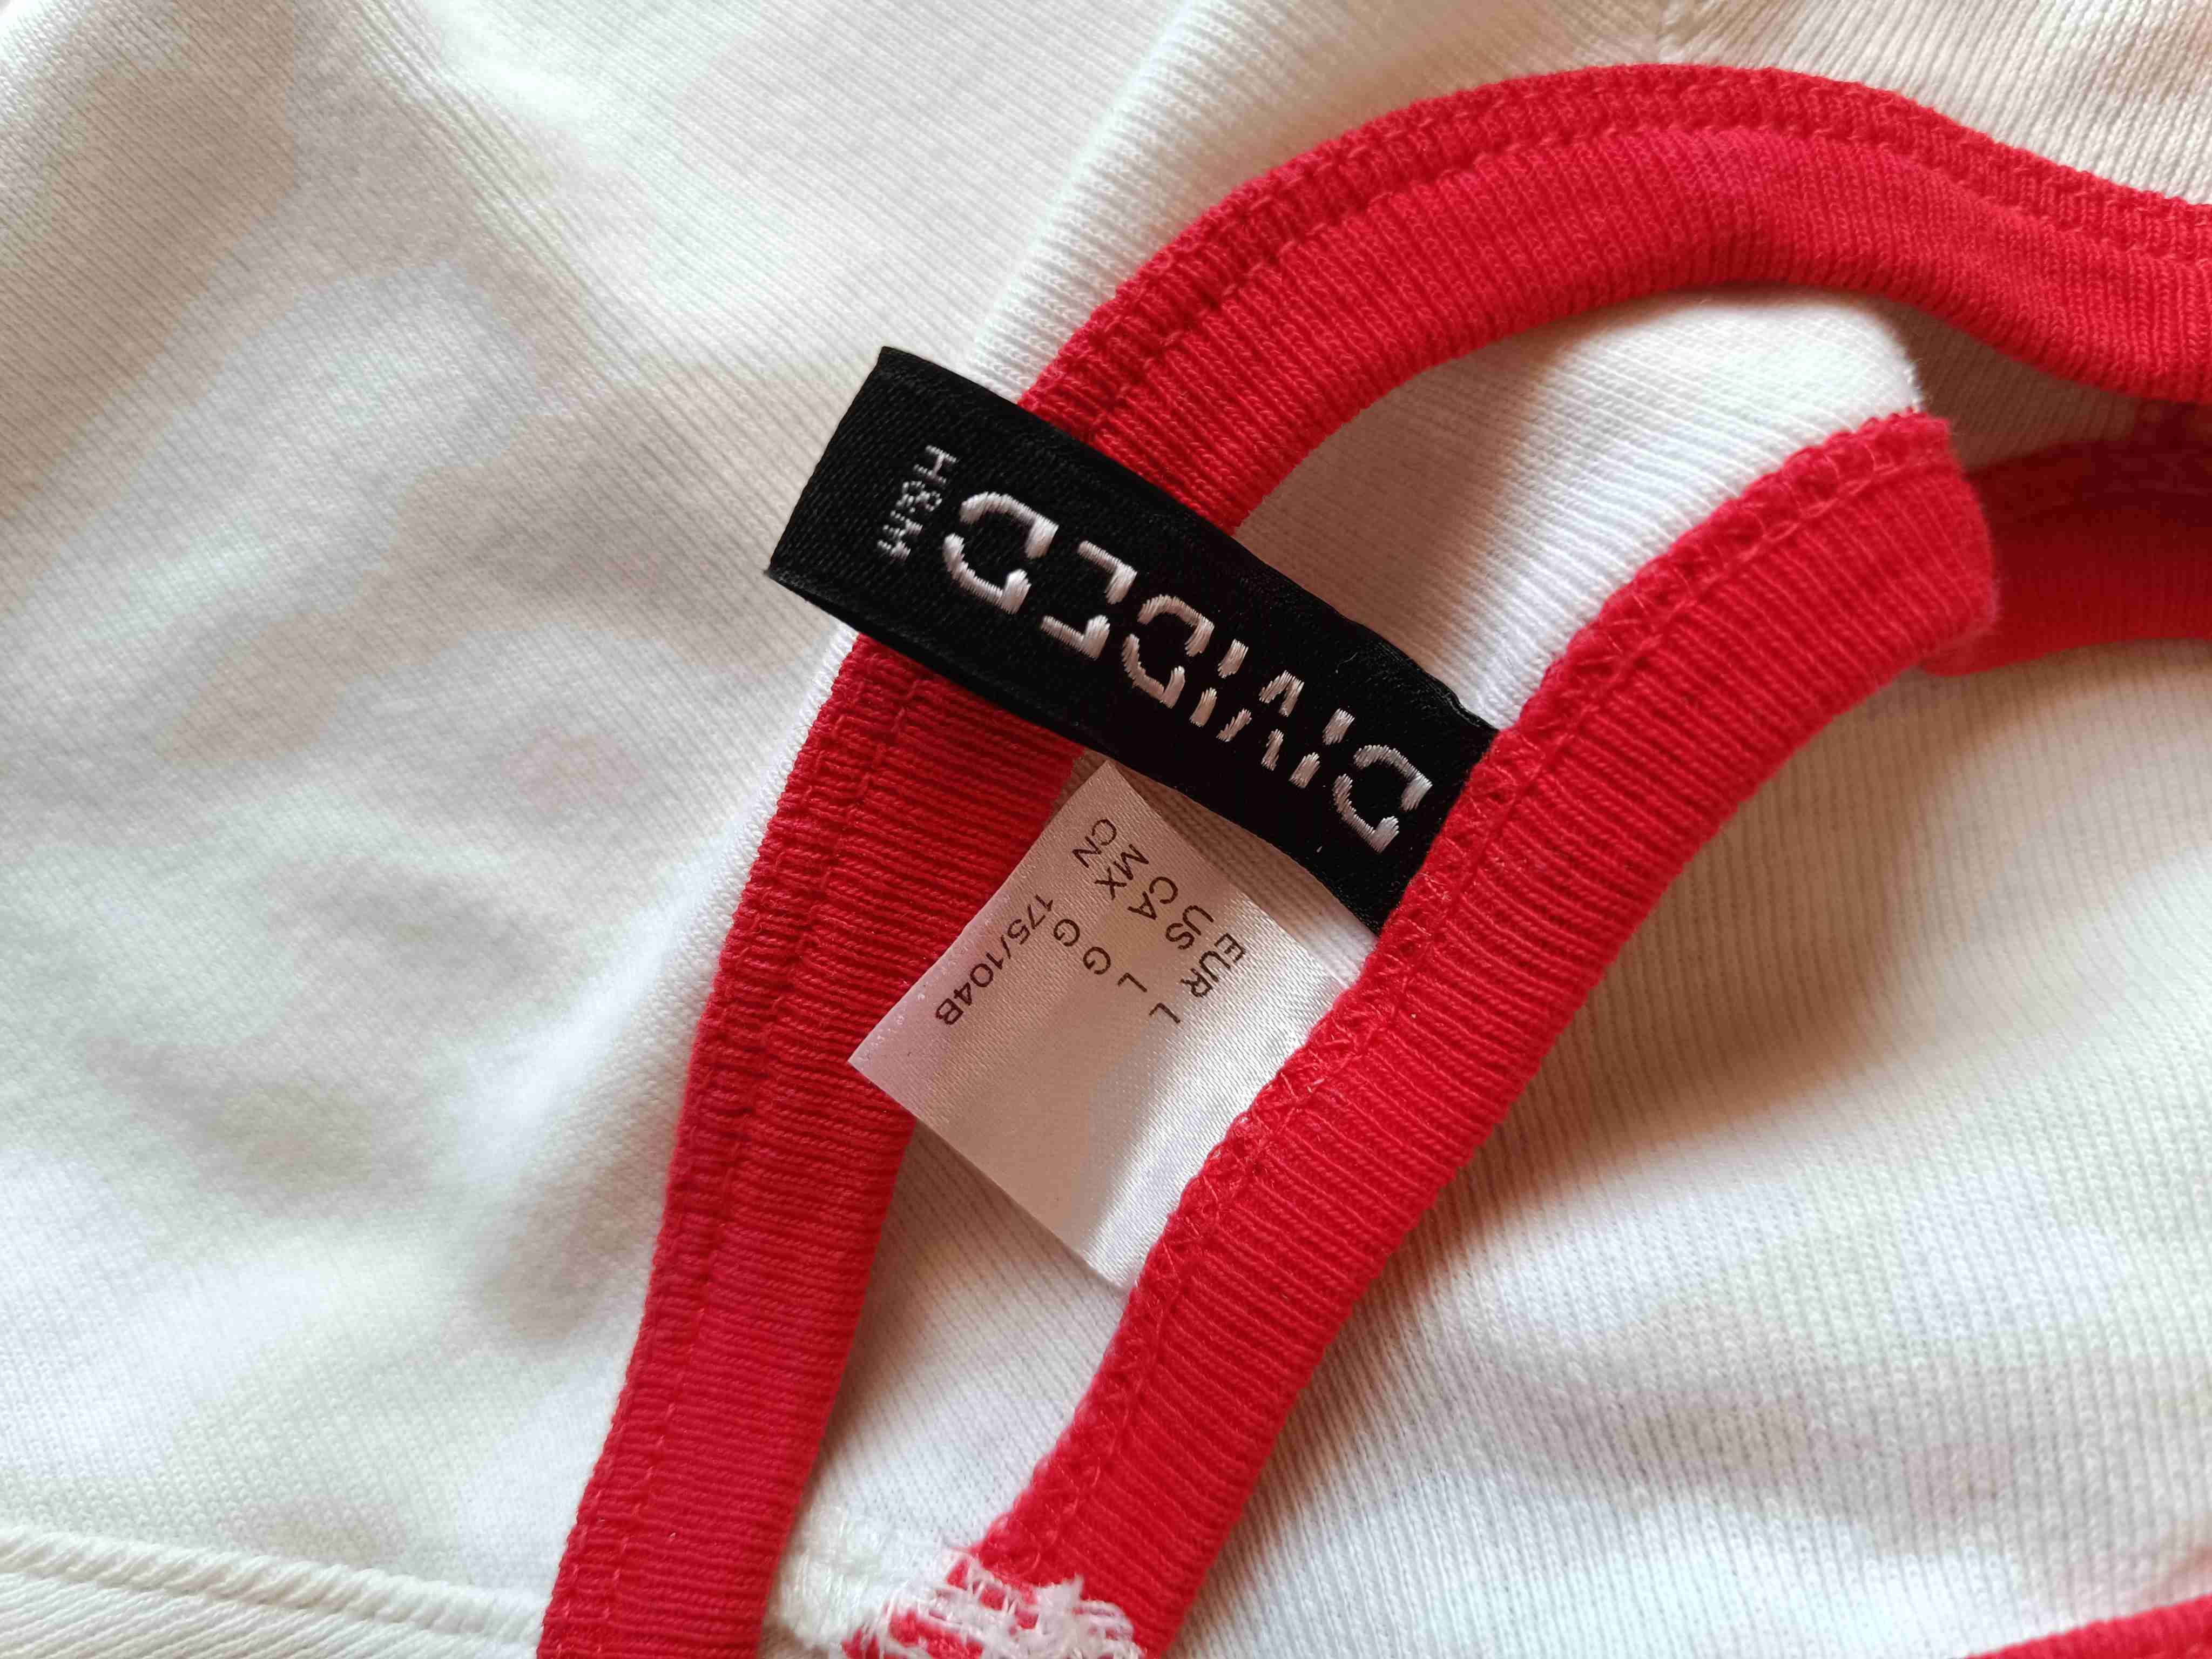 DIVIDED
H&M
EUR L
US L
CA G
MX G
CN 175/104B